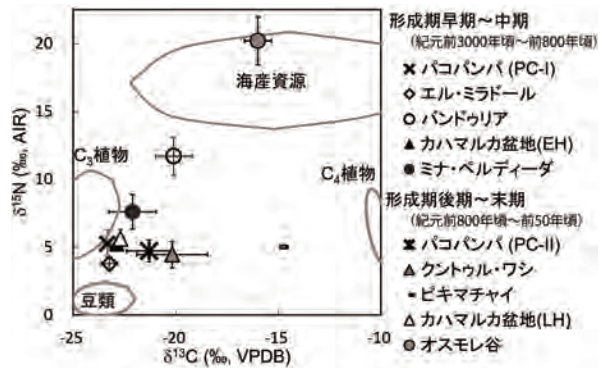 20
15
10
5
0
-25
-20
-15
-10
δ¹⁵N (‰, AIR)
δ¹³C (‰, VPDB)
海産資源
C₃植物
C₄植物
豆類
形成期早期～中期
(紀元前3000年頃～前800年頃)
パコパンパ (PC-I)
エル・ミラドール
バンドゥリア
カハマルカ盆地(EH)
ミナ・ペルディーダ
形成期後期～末期
(紀元前800年頃～前50年頃)
パコパンパ (PC-II)
クントゥル・ワシ
ピキマチャイ
カハマルカ盆地(LH)
オスモレ谷